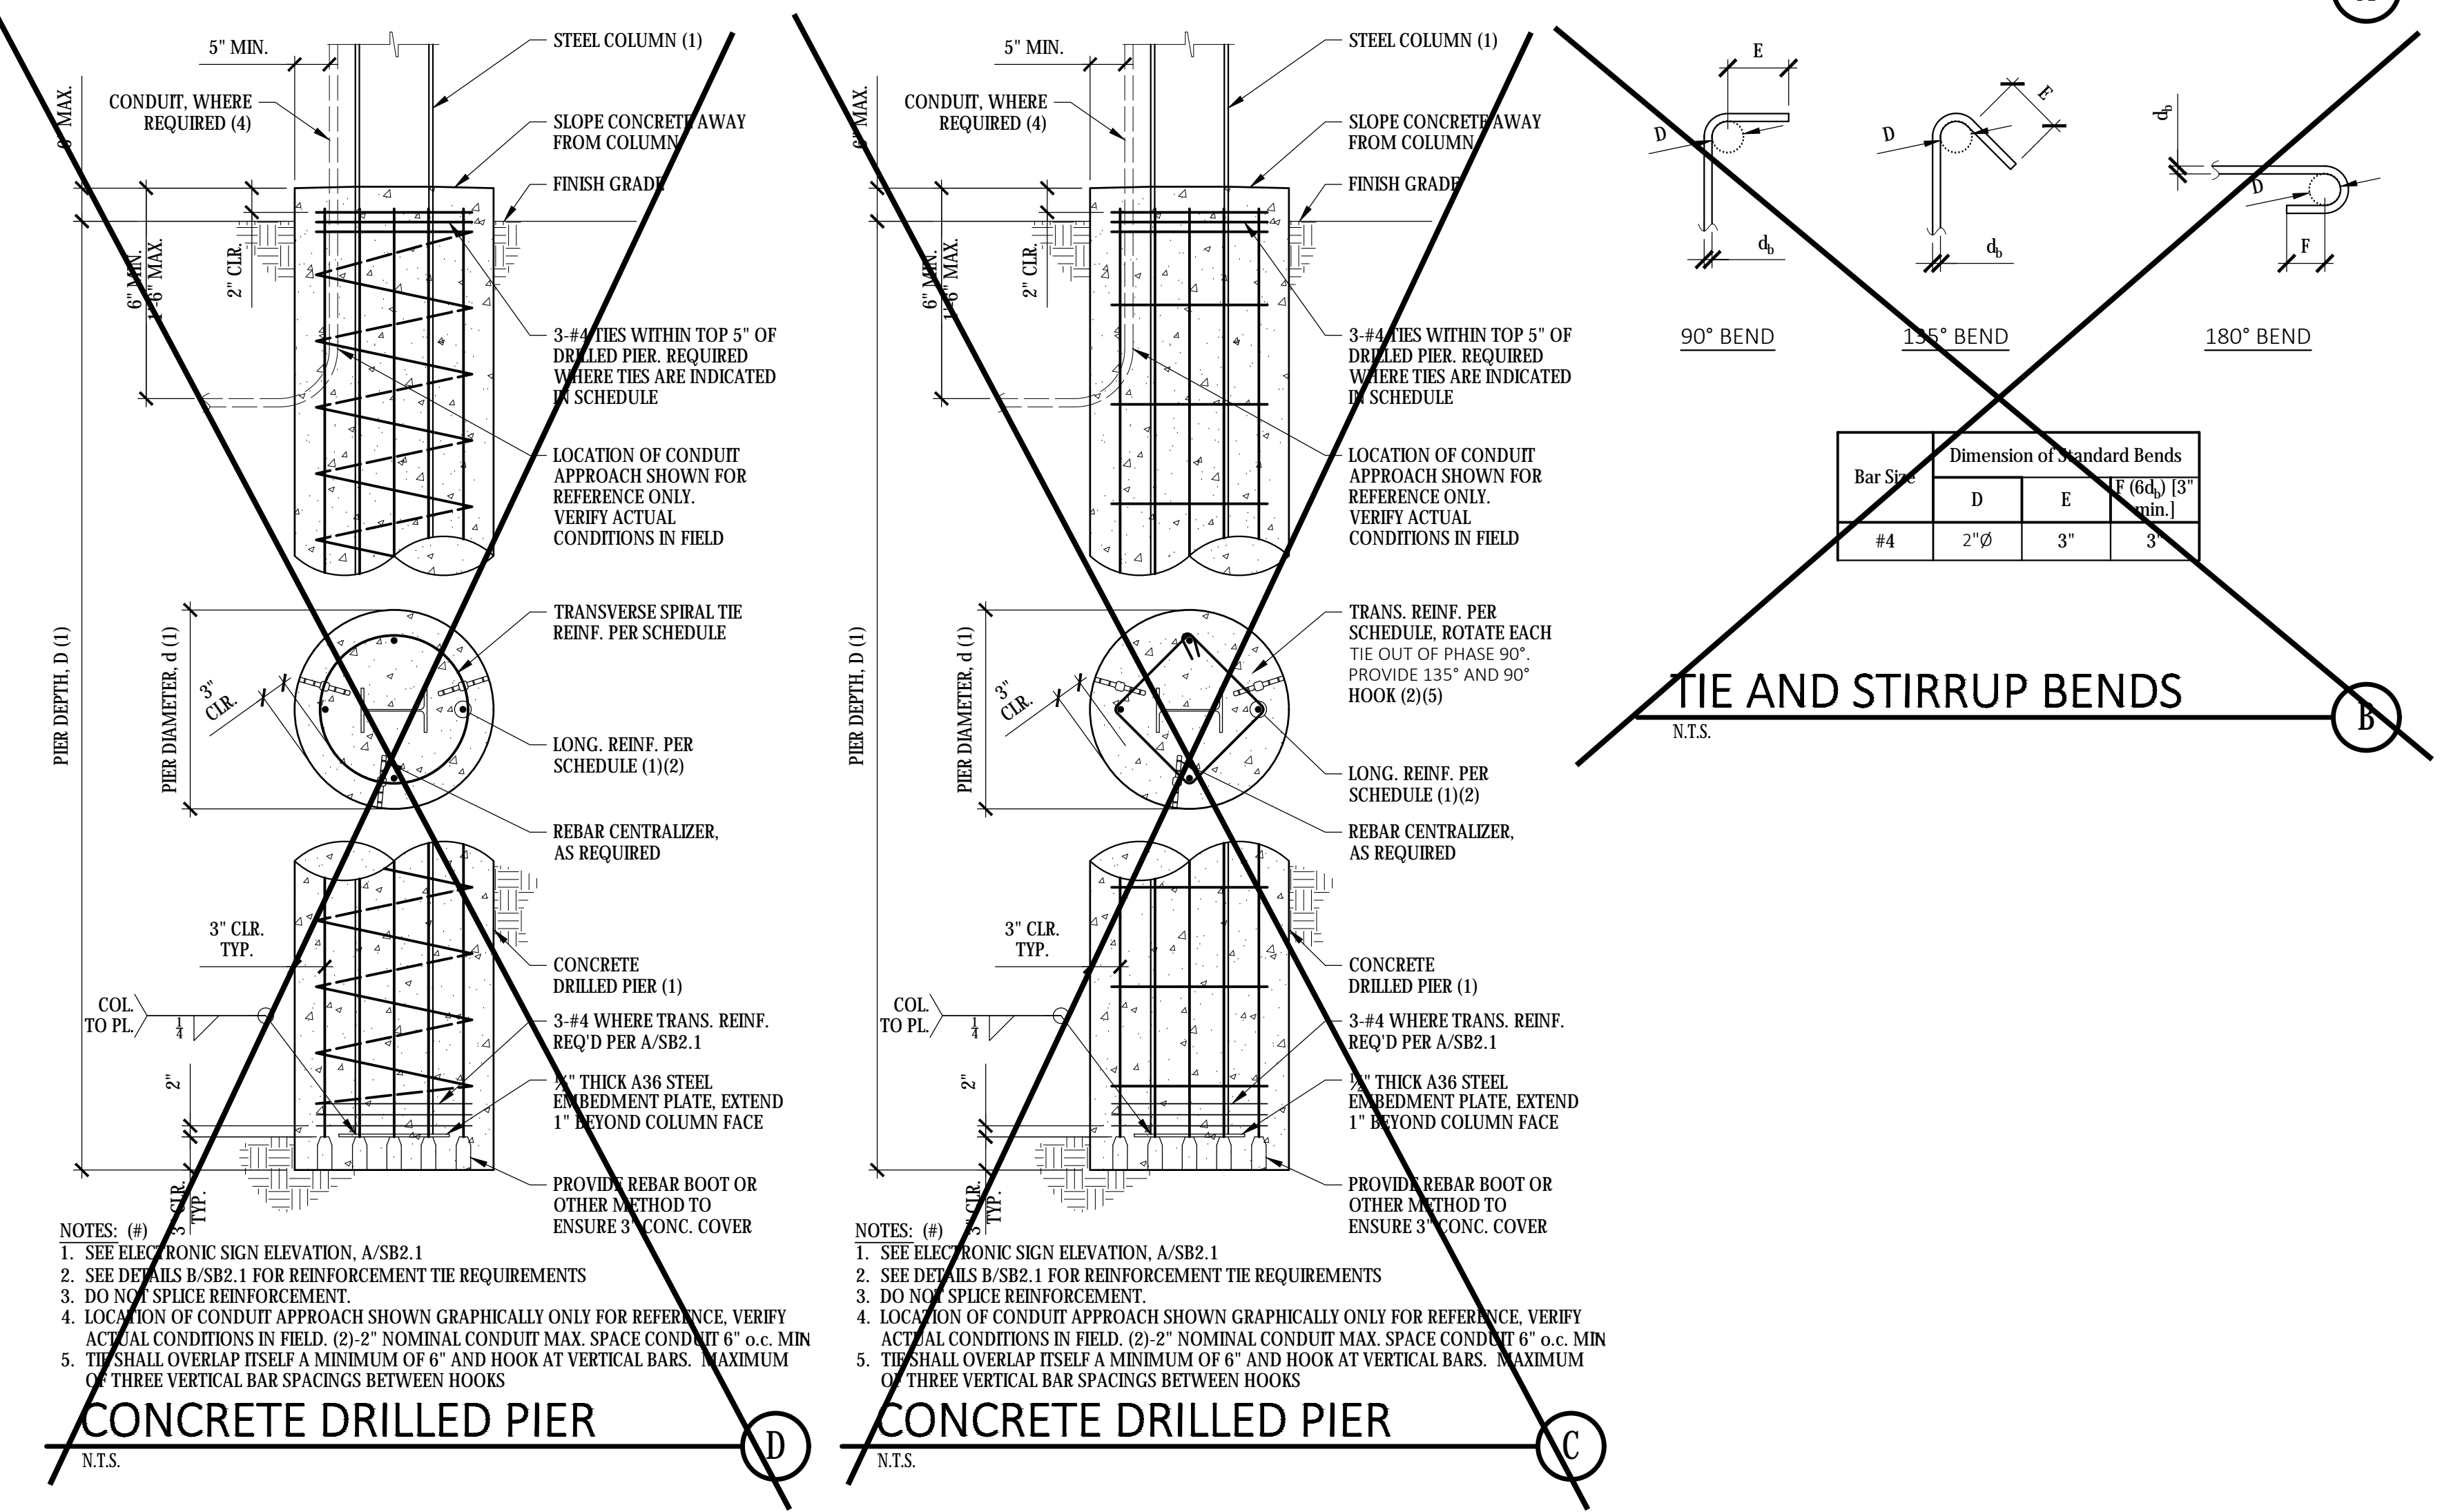 5" MIN.
STEEL COLUMN (1)
CONDUIT, WHERE
REQUIRED (4)
SLOPE CONCRETE AWAY
FROM COLUMN
FINISH GRADE
6" MAX.
6" MIN.
1'-6" MAX.
2" CLR.
3-#4 TIES WITHIN TOP 5" OF
DRILLED PIER. REQUIRED
WHERE TIES ARE INDICATED
IN SCHEDULE
LOCATION OF CONDUIT
APPROACH SHOWN FOR
REFERENCE ONLY.
VERIFY ACTUAL
CONDITIONS IN FIELD
PIER DEPTH, D (1)
PIER DIAMETER, d (1)
3"
CLR.
TRANSVERSE SPIRAL TIE
REINF. PER SCHEDULE
LONG. REINF. PER
SCHEDULE (1)(2)
REBAR CENTRALIZER,
AS REQUIRED
3" CLR.
TYP.
CONCRETE
DRILLED PIER (1)
COL.
TO PL.
1/4
3-#4 WHERE TRANS. REINF.
REQ'D PER A/SB2.1
2"
½" THICK A36 STEEL
EMBEDMENT PLATE, EXTEND
1" BEYOND COLUMN FACE
3" CLR.
TYP.
PROVIDE REBAR BOOT OR
OTHER METHOD TO
ENSURE 3" CONC. COVER
NOTES: (#)
1. SEE ELECTRONIC SIGN ELEVATION, A/SB2.1
2. SEE DETAILS B/SB2.1 FOR REINFORCEMENT TIE REQUIREMENTS
3. DO NOT SPLICE REINFORCEMENT.
4. LOCATION OF CONDUIT APPROACH SHOWN GRAPHICALLY ONLY FOR REFERENCE, VERIFY
ACTUAL CONDITIONS IN FIELD. (2)-2" NOMINAL CONDUIT MAX. SPACE CONDUIT 6" o.c. MIN
5. TIE SHALL OVERLAP ITSELF A MINIMUM OF 6" AND HOOK AT VERTICAL BARS. MAXIMUM
OF THREE VERTICAL BAR SPACINGS BETWEEN HOOKS
CONCRETE DRILLED PIER
D
N.T.S.
5" MIN.
STEEL COLUMN (1)
CONDUIT, WHERE
REQUIRED (4)
SLOPE CONCRETE AWAY
FROM COLUMN
FINISH GRADE
6" MAX.
6" MIN.
1'-6" MAX.
2" CLR.
3-#4 TIES WITHIN TOP 5" OF
DRILLED PIER. REQUIRED
WHERE TIES ARE INDICATED
IN SCHEDULE
LOCATION OF CONDUIT
APPROACH SHOWN FOR
REFERENCE ONLY.
VERIFY ACTUAL
CONDITIONS IN FIELD
PIER DEPTH, D (1)
PIER DIAMETER, d (1)
3"
CLR.
TRANS. REINF. PER
SCHEDULE, ROTATE EACH
TIE OUT OF PHASE 90°.
PROVIDE 135° AND 90°
HOOK (2)(5)
LONG. REINF. PER
SCHEDULE (1)(2)
REBAR CENTRALIZER,
AS REQUIRED
3" CLR.
TYP.
CONCRETE
DRILLED PIER (1)
COL.
TO PL.
1/4
3-#4 WHERE TRANS. REINF.
REQ'D PER A/SB2.1
2"
½" THICK A36 STEEL
EMBEDMENT PLATE, EXTEND
1" BEYOND COLUMN FACE
3" CLR.
TYP.
PROVIDE REBAR BOOT OR
OTHER METHOD TO
ENSURE 3" CONC. COVER
NOTES: (#)
1. SEE ELECTRONIC SIGN ELEVATION, A/SB2.1
2. SEE DETAILS B/SB2.1 FOR REINFORCEMENT TIE REQUIREMENTS
3. DO NOT SPLICE REINFORCEMENT.
4. LOCATION OF CONDUIT APPROACH SHOWN GRAPHICALLY ONLY FOR REFERENCE, VERIFY
ACTUAL CONDITIONS IN FIELD. (2)-2" NOMINAL CONDUIT MAX. SPACE CONDUIT 6" o.c. MIN
5. TIE SHALL OVERLAP ITSELF A MINIMUM OF 6" AND HOOK AT VERTICAL BARS. MAXIMUM
OF THREE VERTICAL BAR SPACINGS BETWEEN HOOKS
CONCRETE DRILLED PIER
C
N.T.S.
E
D
db
90° BEND
E
D
db
135° BEND
db
D
F
180° BEND
Bar Size
Dimension of Standard Bends
D E F (6db) [3"
min.]
#4 2"Ø 3" 3"
TIE AND STIRRUP BENDS
B
N.T.S.